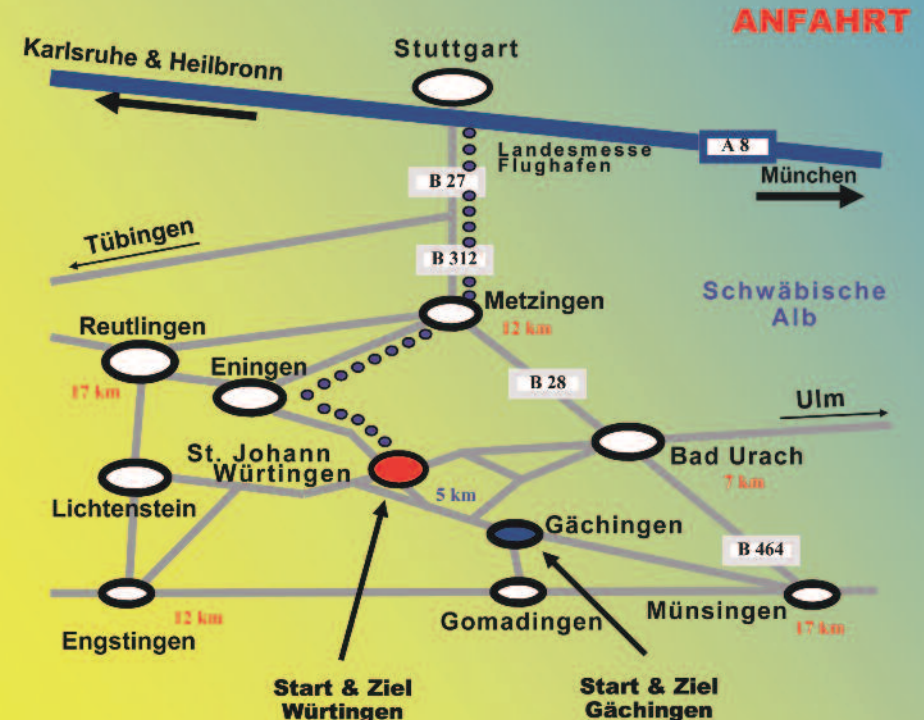 ANFAHRT
Karlsruhe & Heilbronn
Stuttgart
A 8
Landesmesse
Flughafen
München
B 27
Tübingen
B 312
Metzingen
12 km
Schwäbische
Alb
Reutlingen
17 km
Eningen
B 28
Ulm
St. Johann
Würtingen
Bad Urach
7 km
Lichtenstein
5 km
Gächingen
B 464
Engstingen
12 km
Gomadingen
Münsingen
17 km
Start & Ziel
Würtingen
Start & Ziel
Gächingen